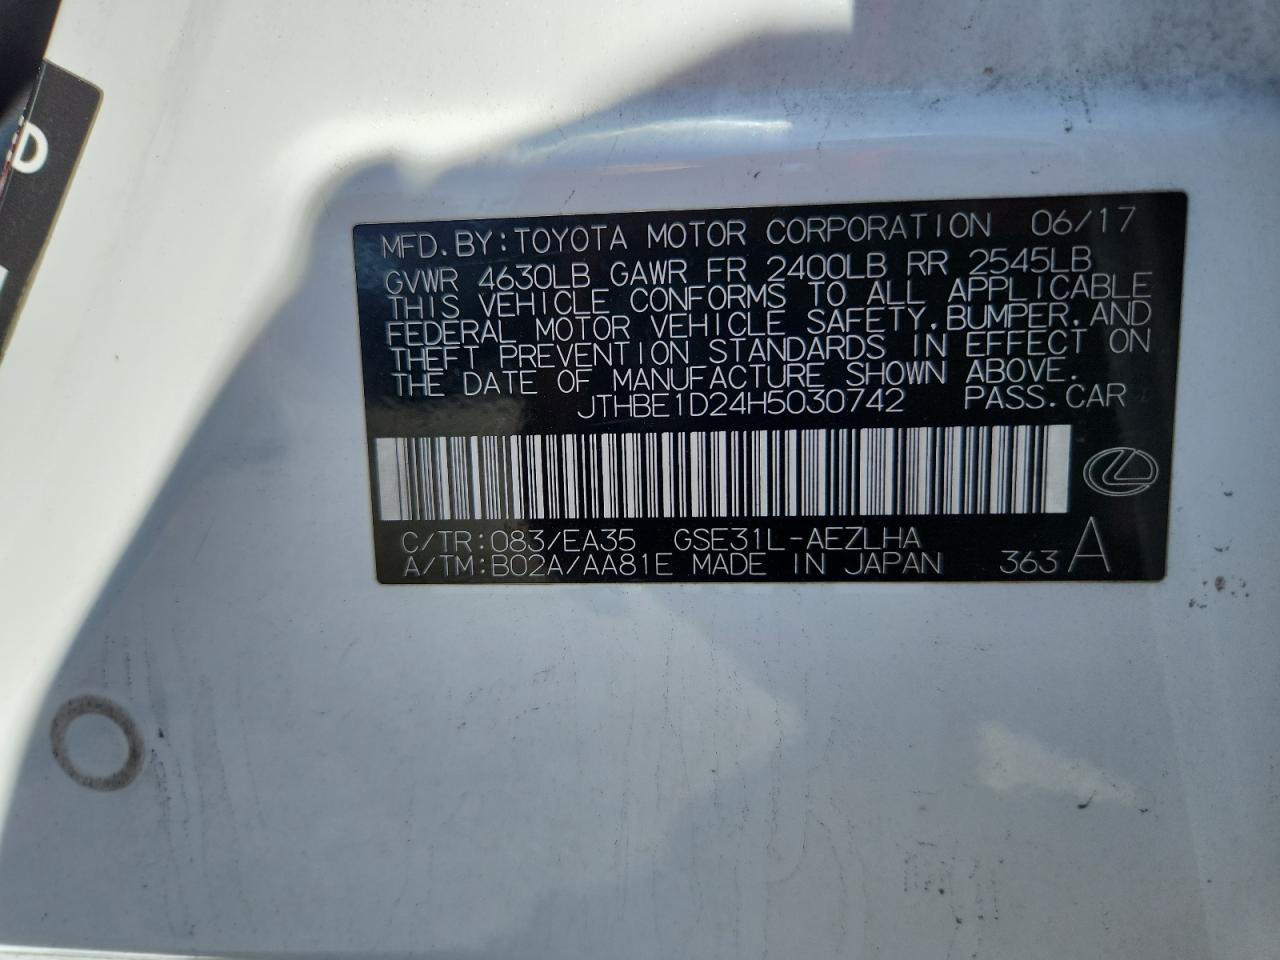 D
MFD. BY: TOYOTA MOTOR CORPORATION 06/17
GVWR 4630LB GAWR FR 2400LB RR 2545LB
THIS VEHICLE CONFORMS TO ALL APPLICABLE
FEDERAL MOTOR VEHICLE SAFETY, BUMPER, AND
THEFT PREVENTION STANDARDS IN EFFECT ON
THE DATE OF MANUFACTURE SHOWN ABOVE.
JTHBE1D24H5030742 PASS. CAR
C/TR: 083/EA35 GSE31L-AEZLHA
A/TM: B02A/AA81E MADE IN JAPAN 363 A